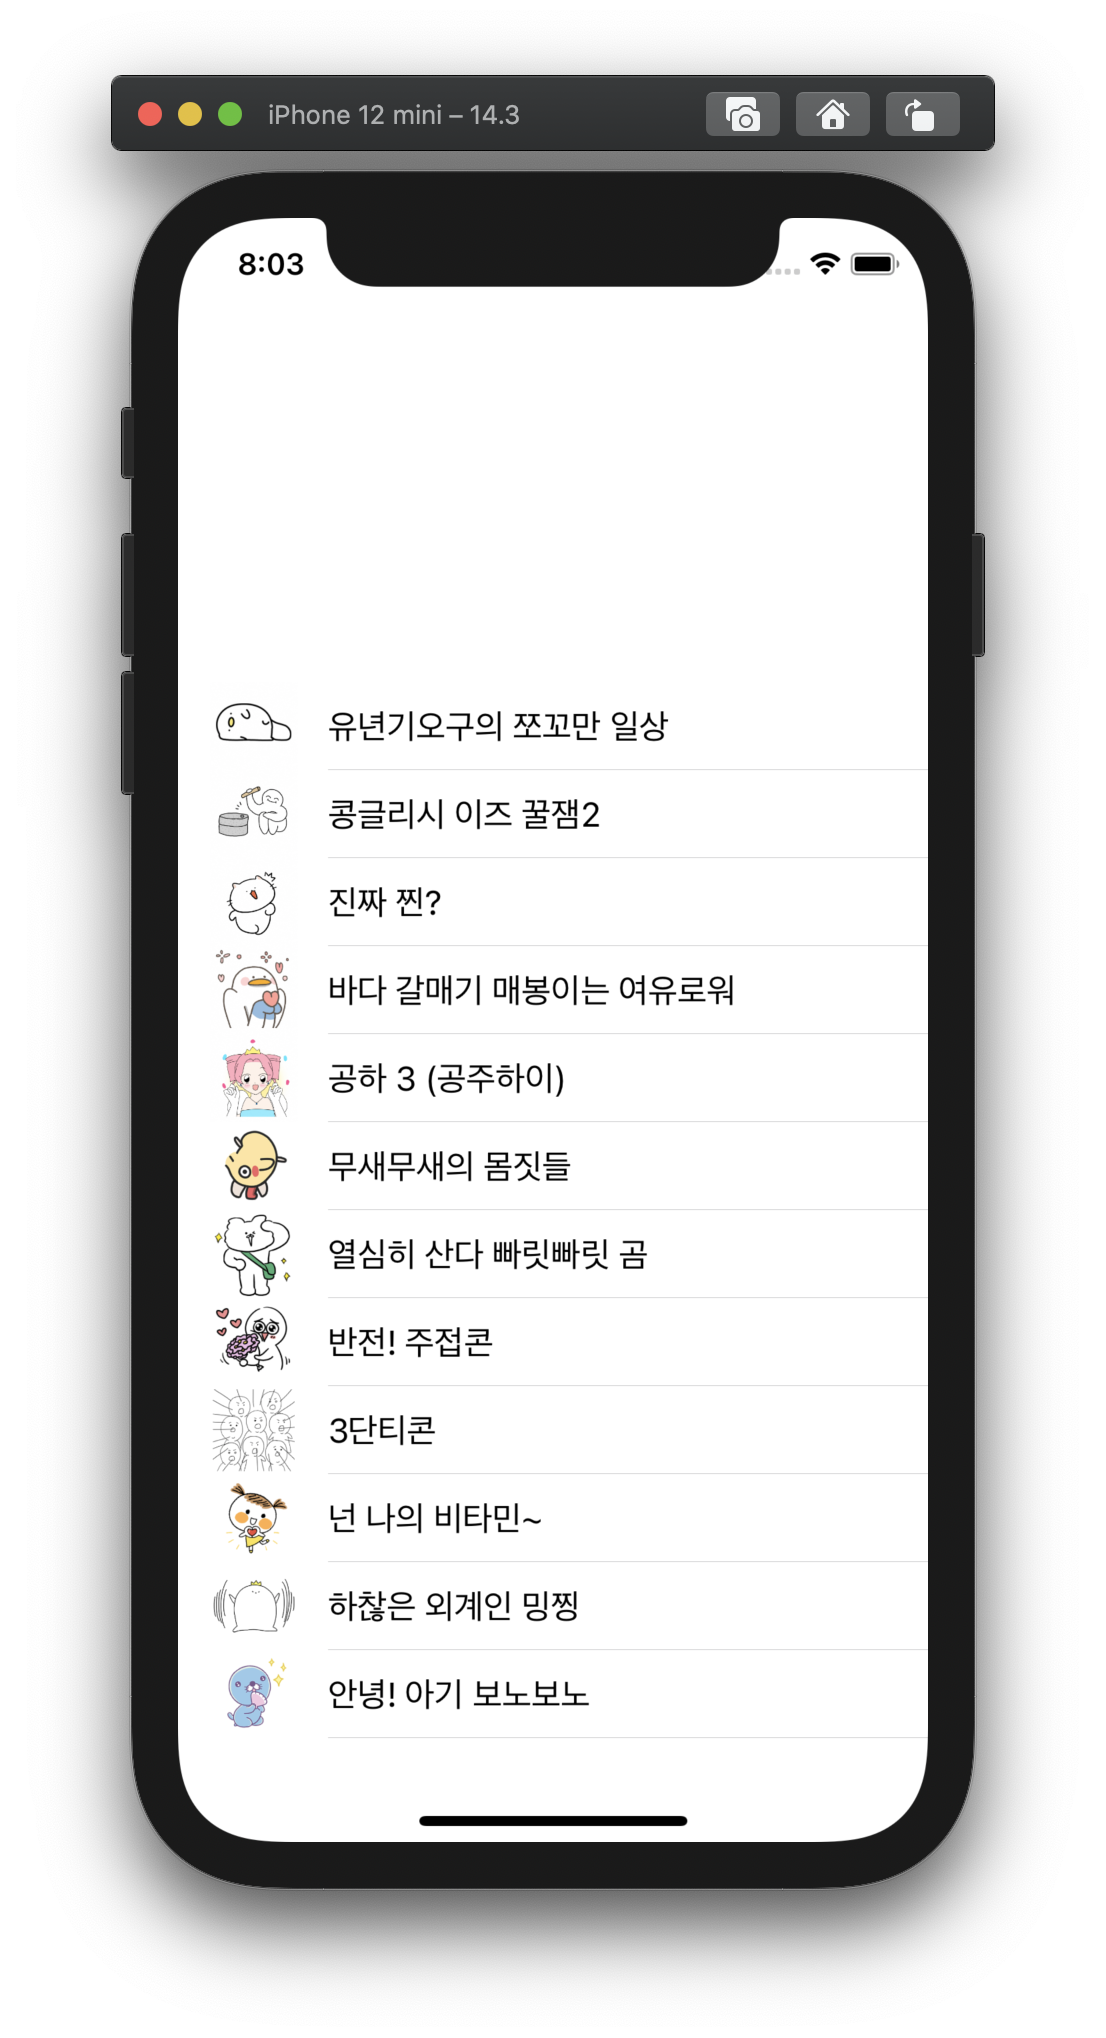 iPhone 12 mini – 14.3
8:03
유년기오구의 쪼꼬만 일상
콩글리시 이즈 꿀잼2
진짜 찐?
바다 갈매기 매봉이는 여유로워
공하 3 (공주하이)
무새무새의 몸짓들
열심히 산다 빠릿빠릿 곰
반전! 주접콘
3단티콘
넌 나의 비타민~
하찮은 외계인 밍찡
안녕! 아기 보노보노